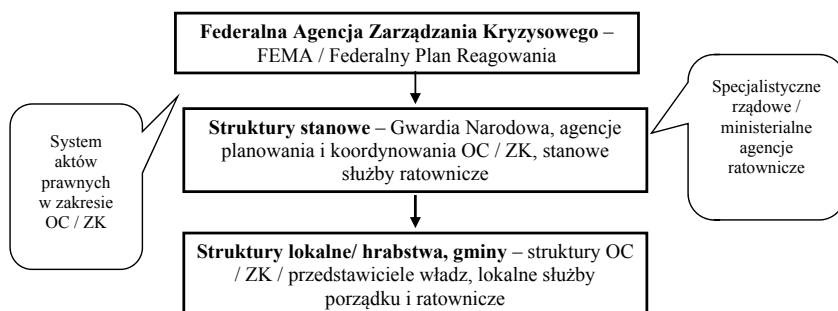 Federalna Agencja Zarządzania Kryzysowego –
FEMA / Federalny Plan Reagowania
System
aktów
prawnych
w zakresie
OC / ZK
Struktury stanowe – Gwardia Narodowa, agencje
planowania i koordynowania OC / ZK, stanowe
służby ratownicze
Specjalistyczne
rządowe /
ministerialne
agencje
ratownicze
Struktury lokalne/ hrabstwa, gminy – struktury OC
/ ZK / przedstawiciele władz, lokalne służby
porządku i ratownicze